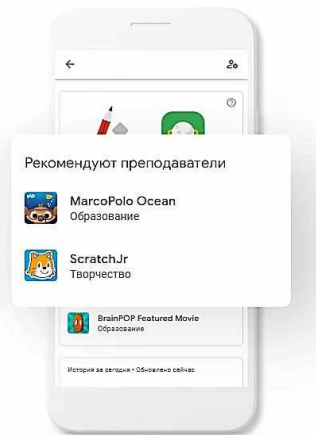 Рекомендуют преподаватели
MarcoPolo Ocean
Образование
ScratchJr
Творчество
BrainPOP Featured Movie
Образование
История за сегодня • Обновлено сейчас